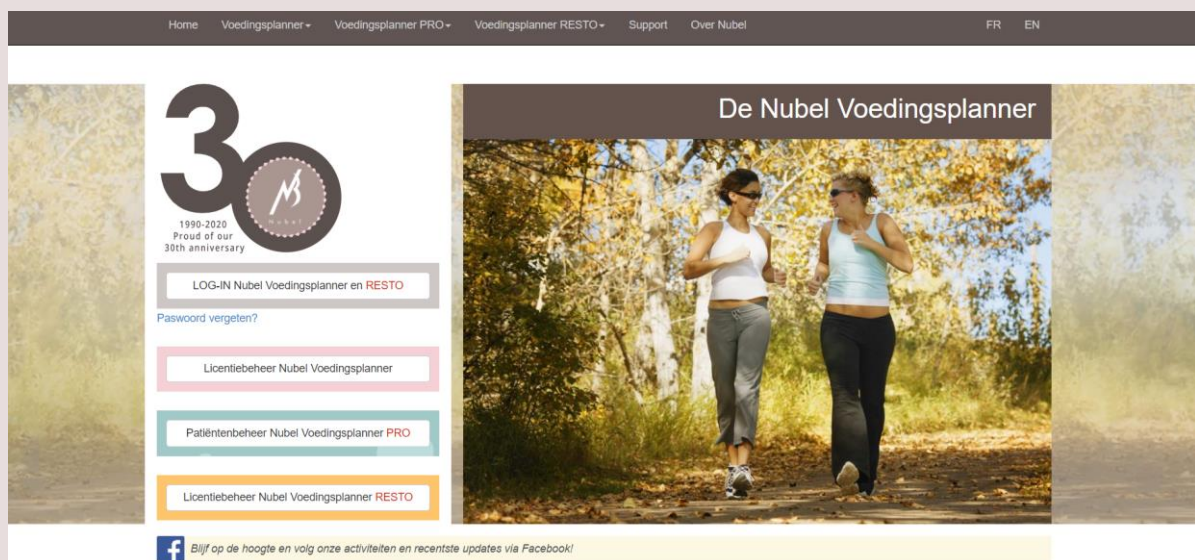 Home Voedingsplanner Voedingsplanner PRO Voedingsplanner RESTO Support Over Nubel FR EN
De Nubel Voedingsplanner
30
Nubel
1990-2020
Proud of our
30th anniversary
LOG-IN Nubel Voedingsplanner en RESTO
Paswoord vergeten?
Licentiebeheer Nubel Voedingsplanner
Patiëntenbeheer Nubel Voedingsplanner PRO
Licentiebeheer Nubel Voedingsplanner RESTO
f Blijf op de hoogte en volg onze activiteiten en recentste updates via Facebook!